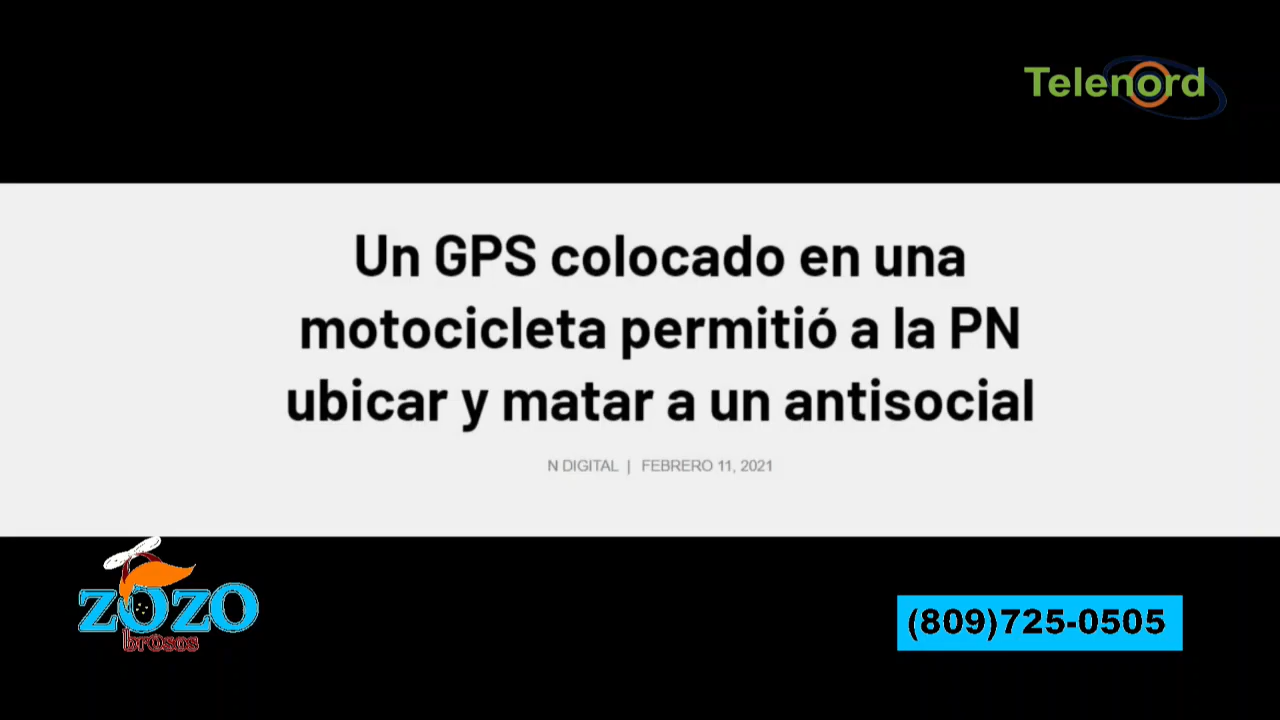 Telenord
Un GPS colocado en una
motocicleta permitió a la PN
ubicar y matar a un antisocial
N DIGITAL | FEBRERO 11, 2021
ZOZO
brosos
(809)725-0505